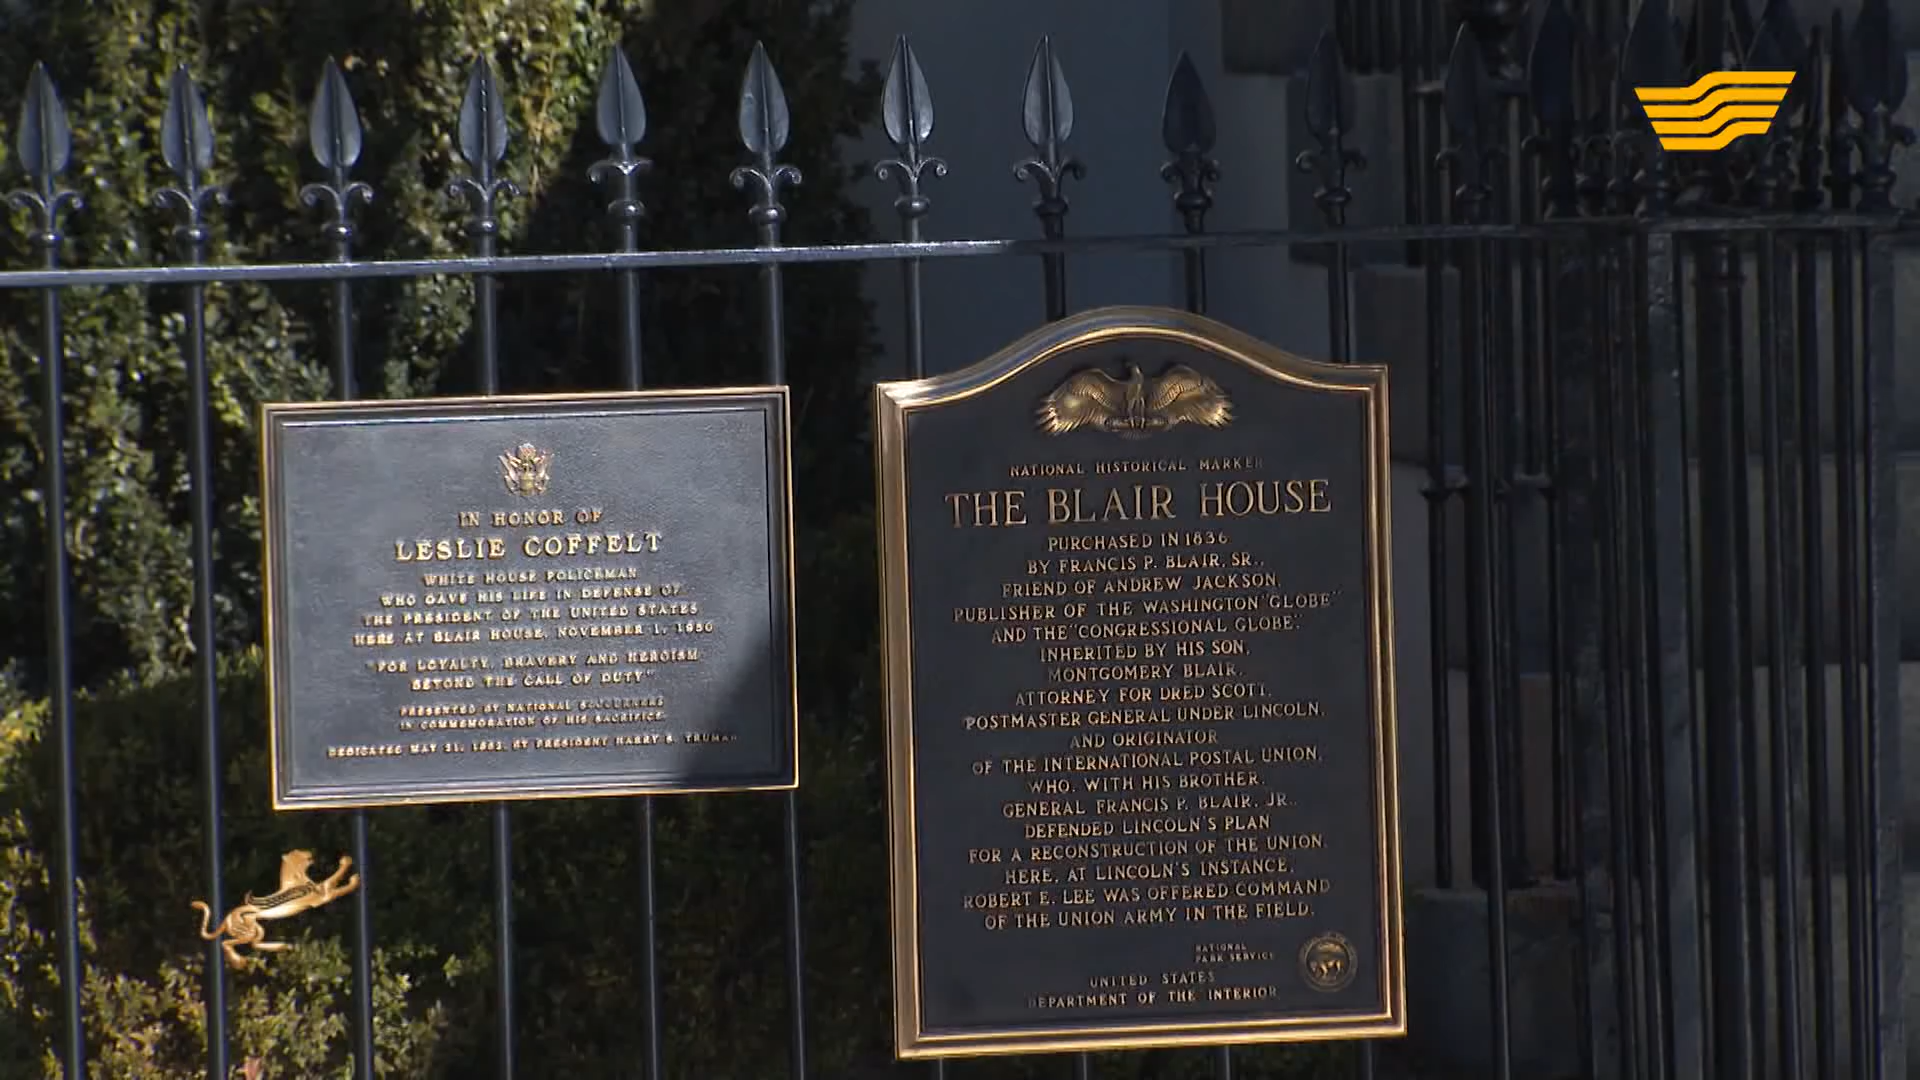 IN HONOR OF
LESLIE COFFELT
WHITE HOUSE POLICEMAN
WHO GAVE HIS LIFE IN DEFENSE OF
THE PRESIDENT OF THE UNITED STATES
HERE AT BLAIR HOUSE, NOVEMBER 1, 1950
"FOR LOYALTY, BRAVERY AND HEROISM
BEYOND THE CALL OF DUTY"
PRESENTED BY NATIONAL SOJOURNERS
IN COMMEMORATION OF HIS SACRIFICE.
DEDICATED MAY 21, 1952, BY PRESIDENT HARRY S. TRUMAN
NATIONAL HISTORICAL MARKER
THE BLAIR HOUSE
PURCHASED IN 1836
BY FRANCIS P. BLAIR, SR.,
FRIEND OF ANDREW JACKSON,
PUBLISHER OF THE WASHINGTON "GLOBE"
AND THE "CONGRESSIONAL GLOBE,"
INHERITED BY HIS SON,
MONTGOMERY BLAIR,
ATTORNEY FOR DRED SCOTT,
POSTMASTER GENERAL UNDER LINCOLN,
AND ORIGINATOR
OF THE INTERNATIONAL POSTAL UNION,
WHO, WITH HIS BROTHER,
GENERAL FRANCIS P. BLAIR, JR.,
DEFENDED LINCOLN'S PLAN
FOR A RECONSTRUCTION OF THE UNION.
HERE, AT LINCOLN'S INSTANCE,
ROBERT E. LEE WAS OFFERED COMMAND
OF THE UNION ARMY IN THE FIELD.
NATIONAL
PARK SERVICE
UNITED STATES
DEPARTMENT OF THE INTERIOR